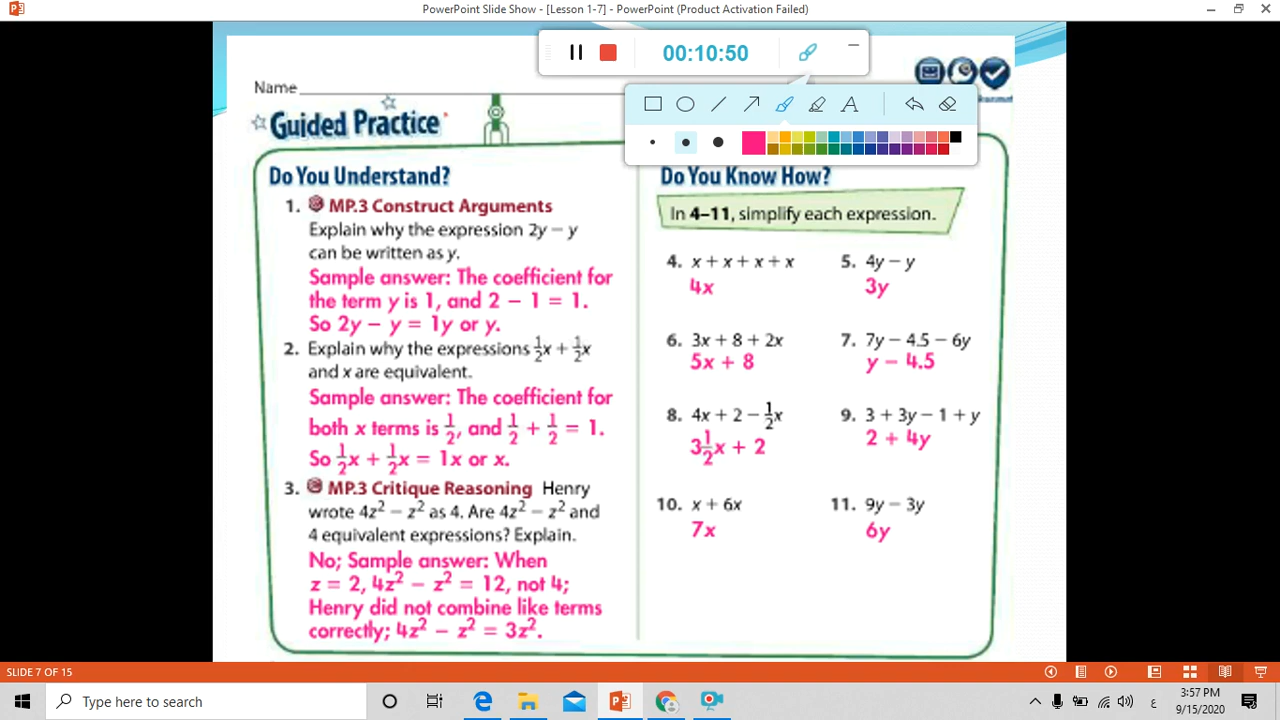 PowerPoint Slide Show - [Lesson 1-7] - PowerPoint (Product Activation Failed)
00:10:50
A
Name
Guided Practice
Do You Understand?
1. MP.3 Construct Arguments
Explain why the expression 2y − y
can be written as y.
Sample answer: The coefficient for
the term y is 1, and 2 − 1 = 1.
So 2y − y = 1y or y.
2. Explain why the expressions 1/2x + 1/2x
and x are equivalent.
Sample answer: The coefficient for
both x terms is 1/2, and 1/2 + 1/2 = 1.
So 1/2x + 1/2x = 1x or x.
3. MP.3 Critique Reasoning Henry
wrote 4z² − z² as 4. Are 4z² − z² and
4 equivalent expressions? Explain.
No; Sample answer: When
z = 2, 4z² − z² = 12, not 4;
Henry did not combine like terms
correctly; 4z² − z² = 3z².
Do You Know How?
In 4–11, simplify each expression.
4. x + x + x + x
4x
5. 4y − y
3y
6. 3x + 8 + 2x
5x + 8
7. 7y − 4.5 − 6y
y − 4.5
8. 4x + 2 − 1/2x
3 1/2x + 2
9. 3 + 3y − 1 + y
2 + 4y
10. x + 6x
7x
11. 9y − 3y
6y
SLIDE 7 OF 15
Type here to search
ع
3:57 PM
9/15/2020